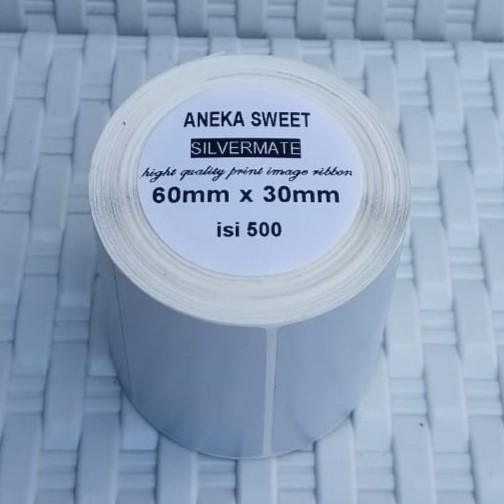 ANEKA SWEET
SILVERMATE
hight quality print image ribbon
60mm x 30mm
isi 500